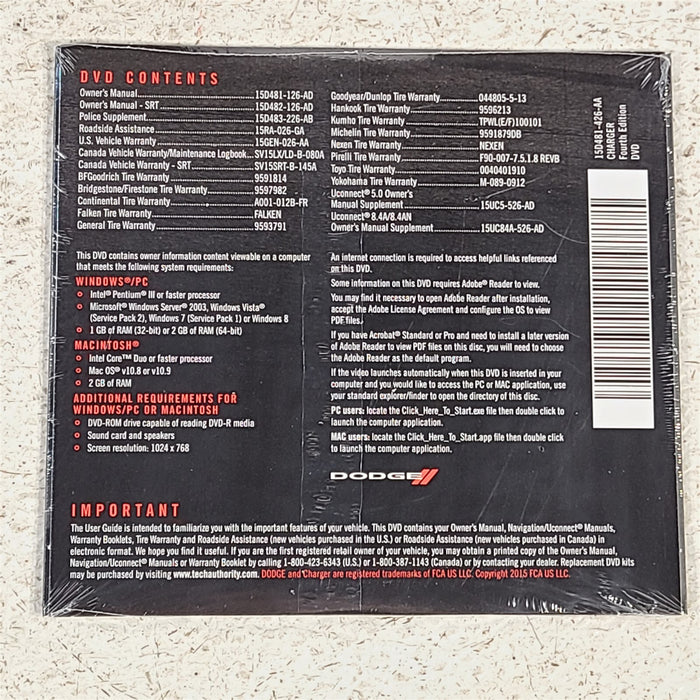 DVD CONTENTS
Owner's Manual....................15D481-126-AD
Owner's Manual - SRT....................15D482-126-AD
Police Supplement....................15D483-226-AB
Roadside Assistance....................15RA-026-GA
U.S. Vehicle Warranty....................15GEN-026-AA
Canada Vehicle Warranty/Maintenance Logbook...SV15LX/LD-B-080A
Canada Vehicle Warranty - SRT....................SV15SRT-B-145A
BFGoodrich Tire Warranty....................9591814
Bridgestone/Firestone Tire Warranty....................9597982
Continental Tire Warranty....................A001-012B-FR
Falken Tire Warranty....................FALKEN
General Tire Warranty....................9593791
Goodyear/Dunlop Tire Warranty....................044805-5-13
Hankook Tire Warranty....................9596213
Kumho Tire Warranty....................TPWL(E/F)100101
Michelin Tire Warranty....................9591879DB
Nexen Tire Warranty....................NEXEN
Pirelli Tire Warranty....................F90-007-7.5.1.8 REVB
Toyo Tire Warranty....................0040401910
Yokohama Tire Warranty....................M-089-0912
Uconnect® 5.0 Owner's
Manual Supplement....................15UC5-526-AD
Uconnect® 8.4A/8.4AN
Owner's Manual Supplement....................15UC84A-526-AD
15D481-426-AA
CHARGER
Fourth Edition
DVD
This DVD contains owner information content viewable on a computer
that meets the following system requirements:
WINDOWS®/PC
Intel® Pentium® III or faster processor
Microsoft® Windows Server® 2003, Windows Vista®
(Service Pack 2), Windows 7 (Service Pack 1) or Windows 8
1 GB of RAM (32-bit) or 2 GB of RAM (64-bit)
MACINTOSH®
Intel Core™ Duo or faster processor
Mac OS® v10.8 or v10.9
2 GB of RAM
ADDITIONAL REQUIREMENTS FOR
WINDOWS/PC OR MACINTOSH
DVD-ROM drive capable of reading DVD-R media
Sound card and speakers
Screen resolution: 1024 x 768
An internet connection is required to access helpful links referenced
on this DVD.
Some information on this DVD requires Adobe® Reader to view.
You may find it necessary to open Adobe Reader after installation,
accept the Adobe License Agreement and configure the OS to view
PDF files.
If you have Acrobat® Standard or Pro and need to install a later version
of Adobe Reader to view PDF files on this disc, you will need to choose
the Adobe Reader as the default program.
If the video launches automatically when this DVD is inserted in your
computer and you would like to access the PC or MAC application, use
your standard explorer/finder to open the directory of this disc.
PC users: locate the Click_Here_To_Start.exe file then double click to
launch the computer application.
MAC users: locate the Click_Here_To_Start.app file then double click
to launch the computer application.
DODGE
IMPORTANT
The User Guide is intended to familiarize you with the important features of your vehicle. This DVD contains your Owner's Manual, Navigation/Uconnect® Manuals,
Warranty Booklets, Tire Warranty and Roadside Assistance (new vehicles purchased in the U.S.) or Roadside Assistance (new vehicles purchased in Canada) in
electronic format. We hope you find it useful. If you are the first registered retail owner of your vehicle, you may obtain a printed copy of the Owner's Manual,
Navigation/Uconnect® Manuals or Warranty Booklet by calling 1-800-423-6343 (U.S.) or 1-800-387-1143 (Canada) or by contacting your dealer. Replacement DVD kits
may be purchased by visiting www.techauthority.com. DODGE and Charger are registered trademarks of FCA US LLC. Copyright 2015 FCA US LLC.